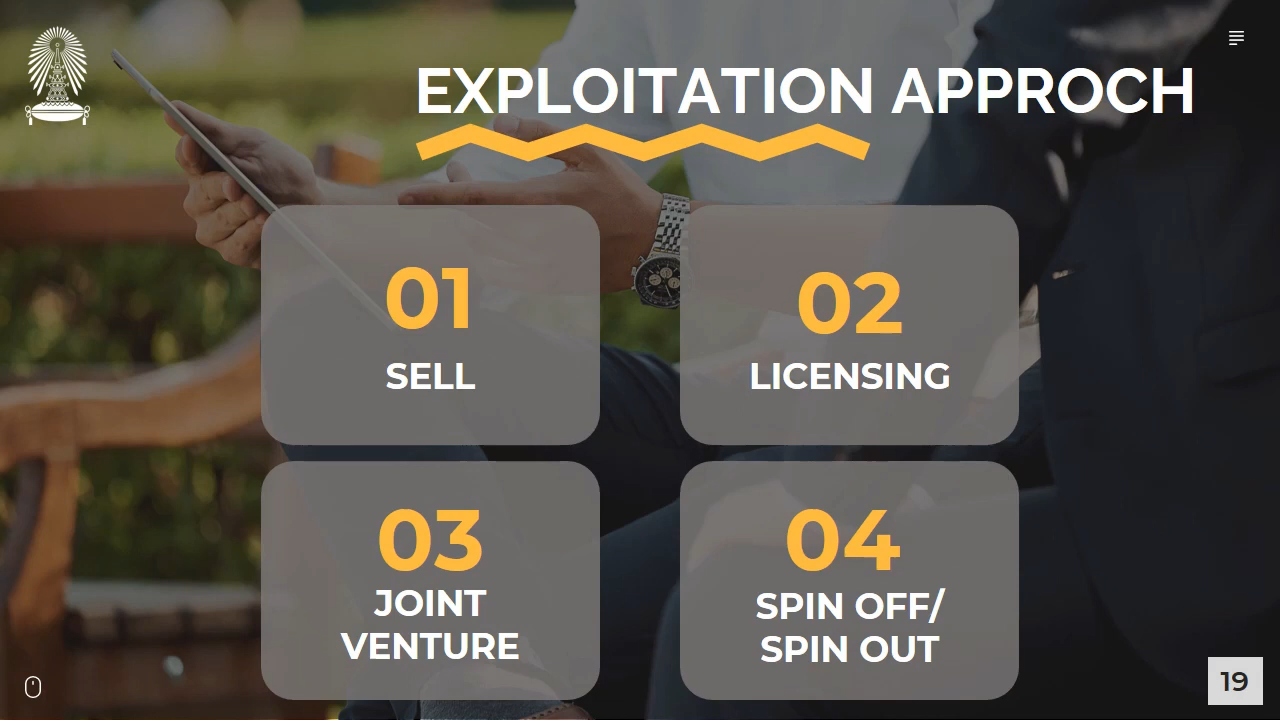 EXPLOITATION APPROCH
01
SELL
02
LICENSING
03
JOINT
VENTURE
04
SPIN OFF/
SPIN OUT
19